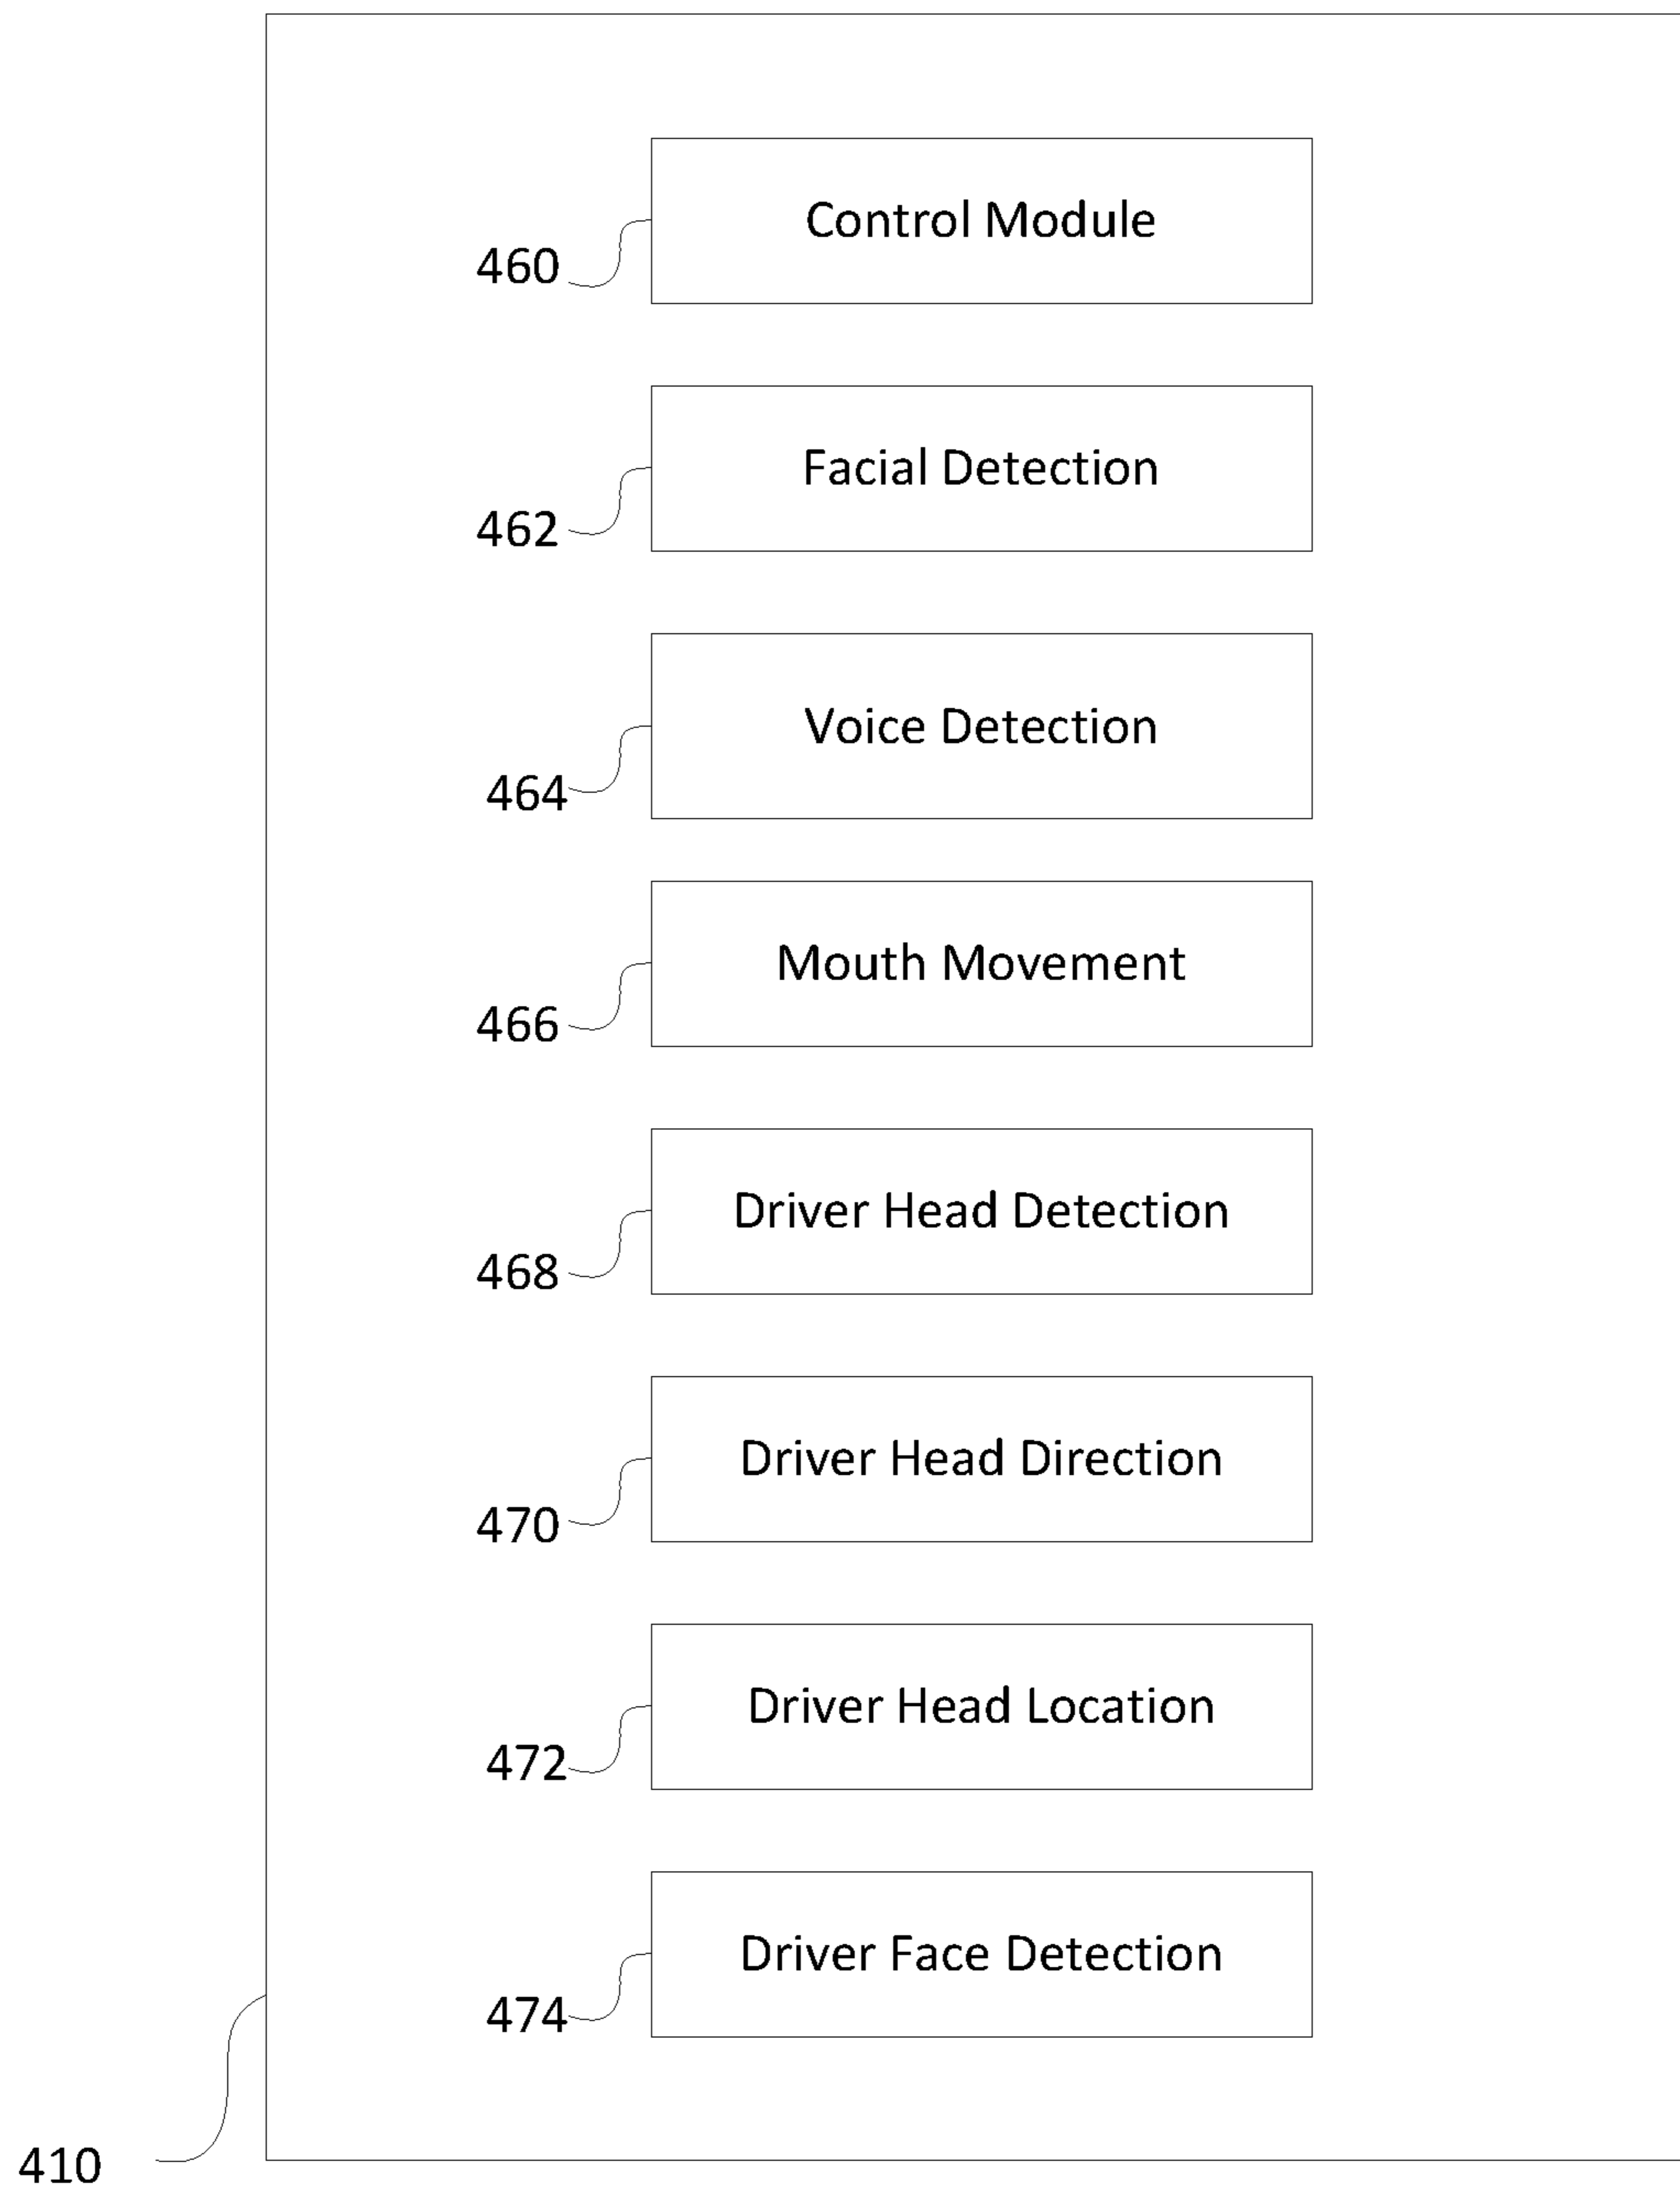 Control Module
460
Facial Detection
462
Voice Detection
464
Mouth Movement
466
Driver Head Detection
468
Driver Head Direction
470
Driver Head Location
472
Driver Face Detection
474
410